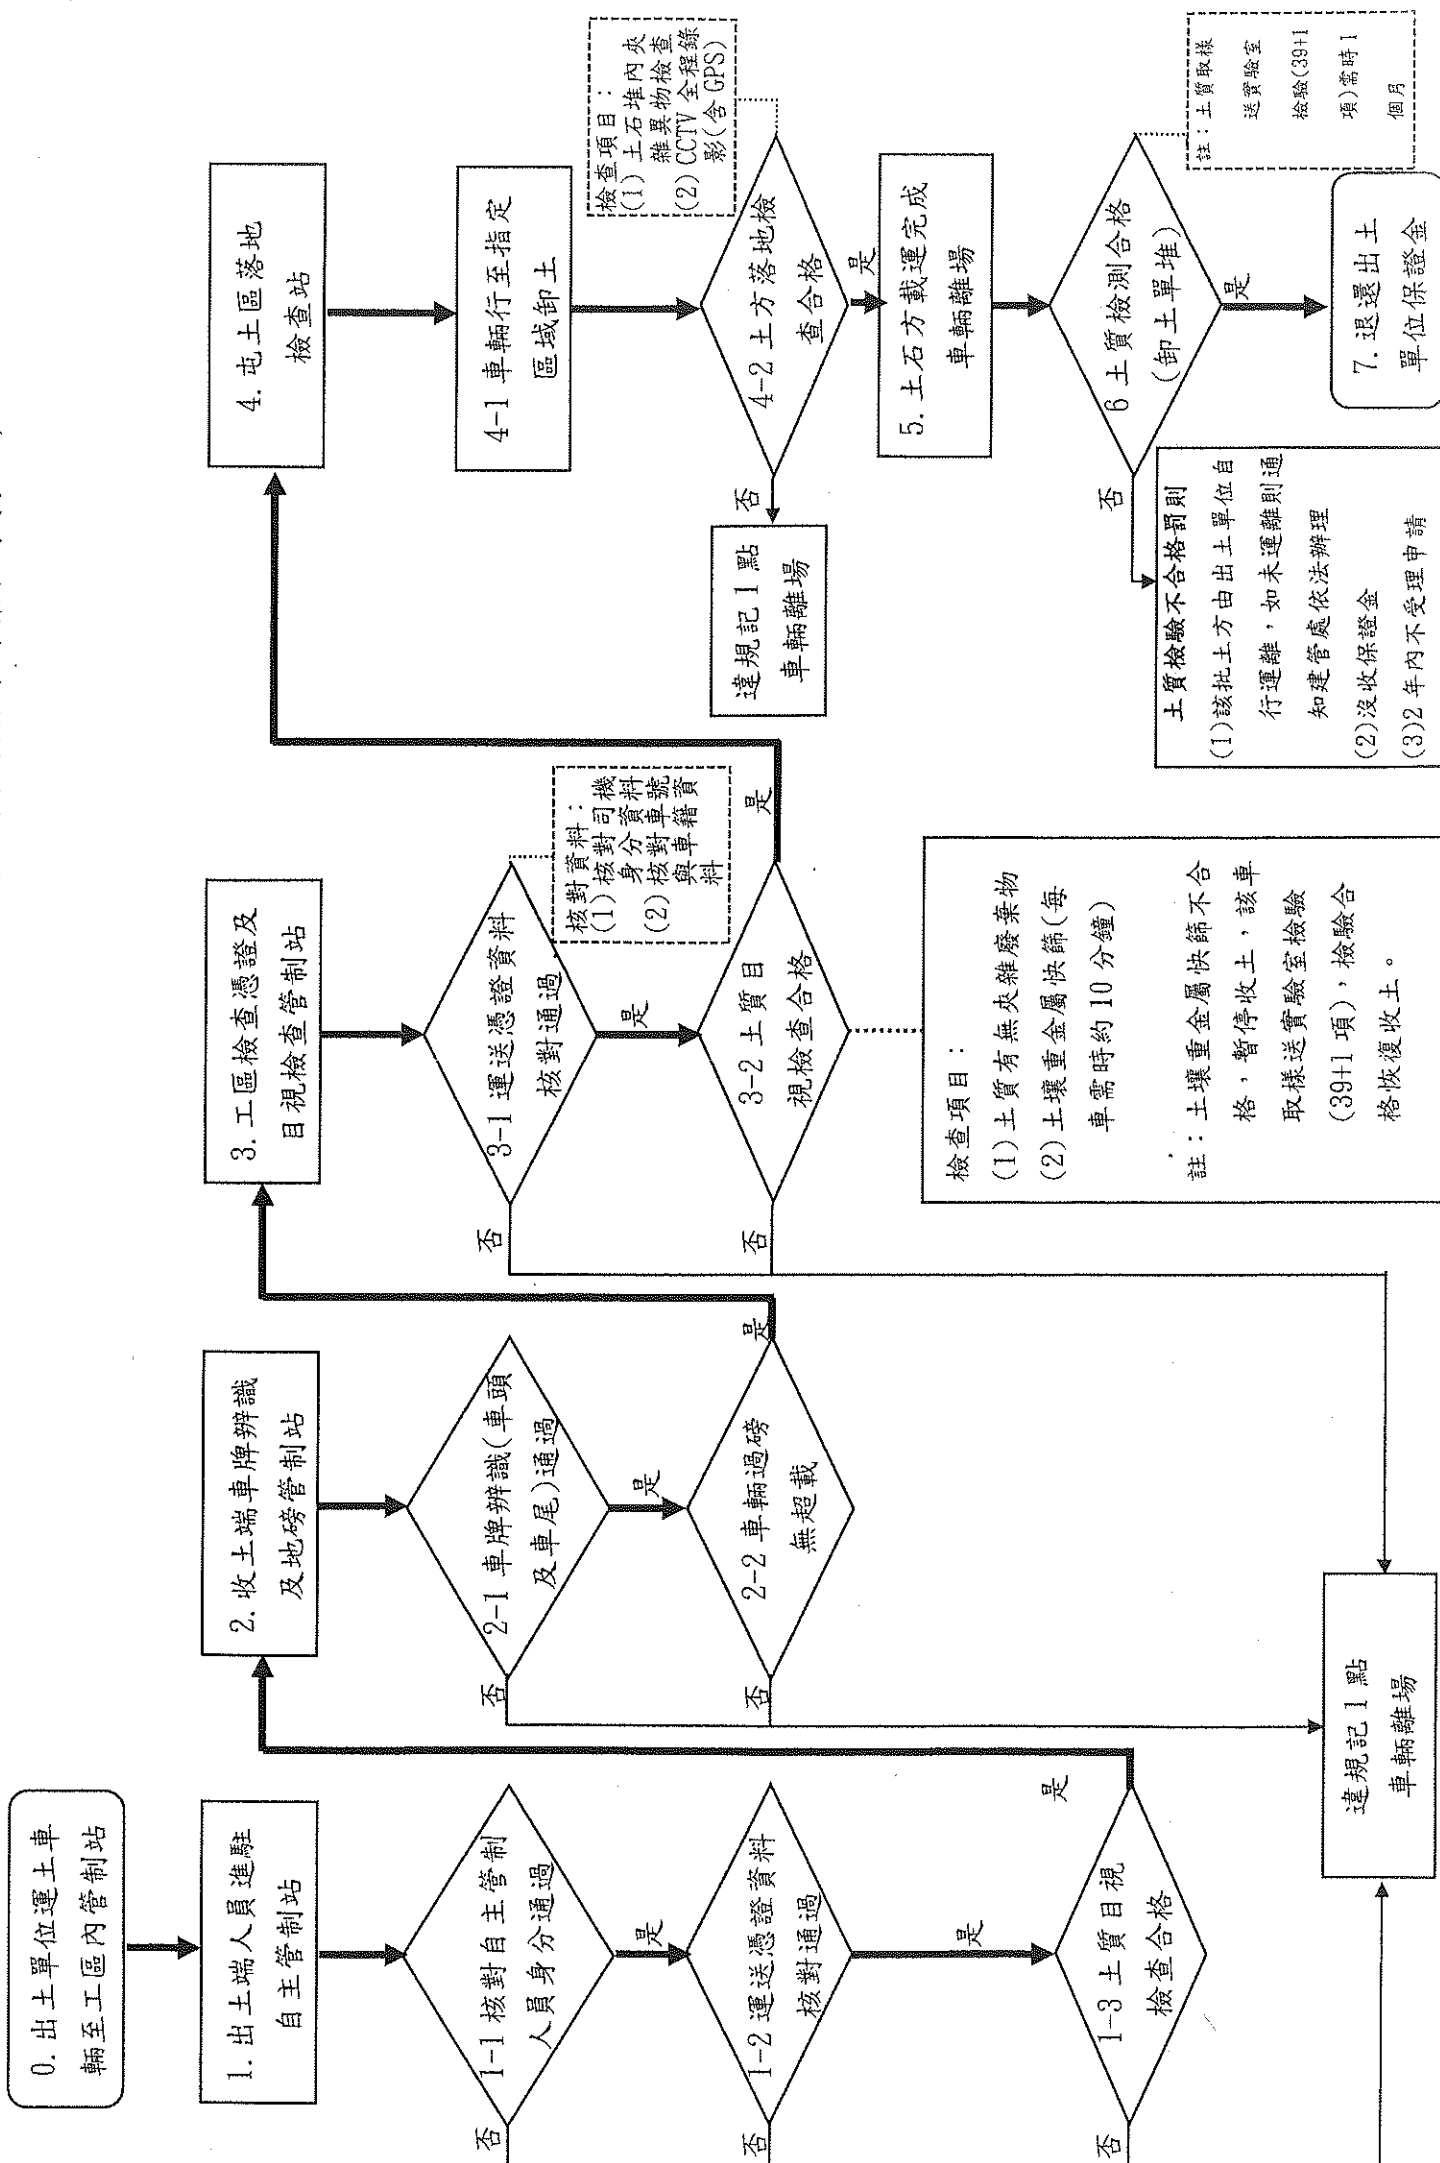 0. 出土單位運土車
輛至工區內管制站
1. 出土端人員進駐
自主管制站
1-1 核對自主管制
人員身分通過
否
是
1-2 運送憑證資料
核對通過
否
是
1-3 土質目視
檢查合格
否
是
2. 收土端車牌辨識
及地磅管制站
2-1 車牌辨識(車頭
及車尾)通過
否
是
2-2 車輛過磅
無超載
否
是
違規記 1 點
車輛離場
3. 工區檢查憑證及
目視檢查管制站
3-1 運送憑證資料
核對通過
否
是
核對資料：
(1) 核對司機
身分資料
(2) 核對車號
與車籍資
料
3-2 土質目
視檢查合格
否
是
檢查項目：
(1) 土質有無夾雜廢棄物
(2) 土壤重金屬快篩(每
車需時約 10 分鐘)
註：土壤重金屬快篩不合
格，暫停收土，該車
取樣送實驗室檢驗
(39+1 項)，檢驗合
格恢復收土。
4. 屯土區落地
檢查站
4-1 車輛行至指定
區域卸土
檢查項目：
(1) 土石堆內夾
雜異物檢查
(2) CCTV 全程錄
影(含 GPS)
4-2 土方落地檢
查合格
否
是
違規記 1 點
車輛離場
5. 土石方載運完成
車輛離場
6 土質檢測合格
(卸土單堆)
否
是
註：土質取樣
送實驗室
檢驗(39+1
項)需時 1
個月
土質檢驗不合格罰則
(1)該批土方由出土單位自
行運離，如未運離則通
知建管處依法辦理
(2)沒收保證金
(3)2 年內不受理申請
7. 退還出土
單位保證金